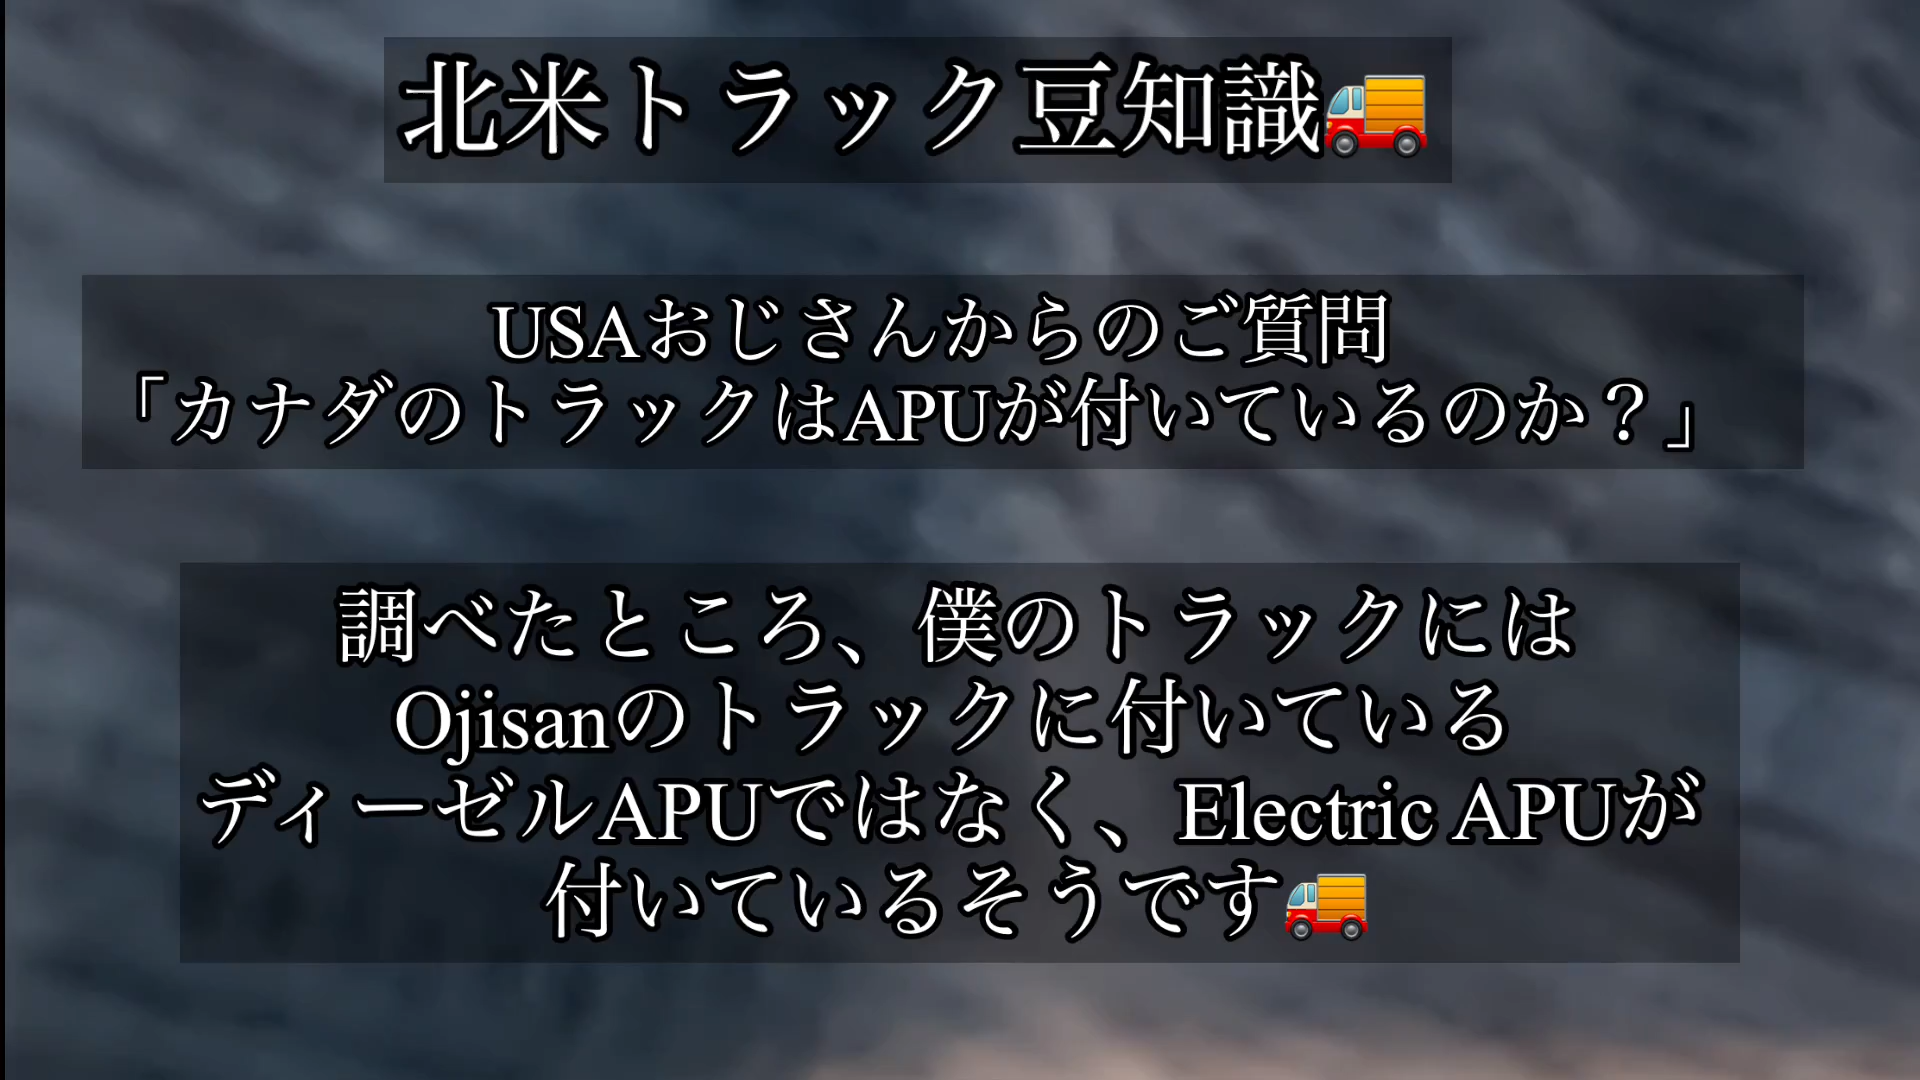 北米トラック豆知識🚚
USAおじさんからのご質問
「カナダのトラックはAPUが付いているのか？」
調べたところ、僕のトラックには
Ojisanのトラックに付いている
ディーゼルAPUではなく、Electric APUが
付いているそうです🚚